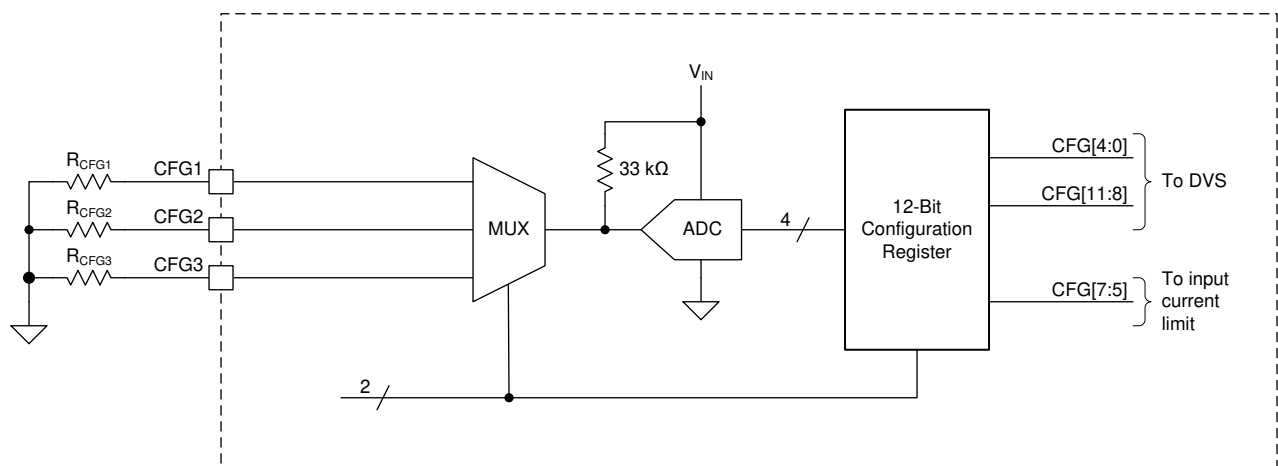 V_IN
33 kΩ
R_CFG1
CFG1
R_CFG2
CFG2
R_CFG3
CFG3
MUX
ADC
4
12-Bit
Configuration
Register
CFG[4:0]
CFG[11:8]
To DVS
CFG[7:5]
To input
current
limit
2